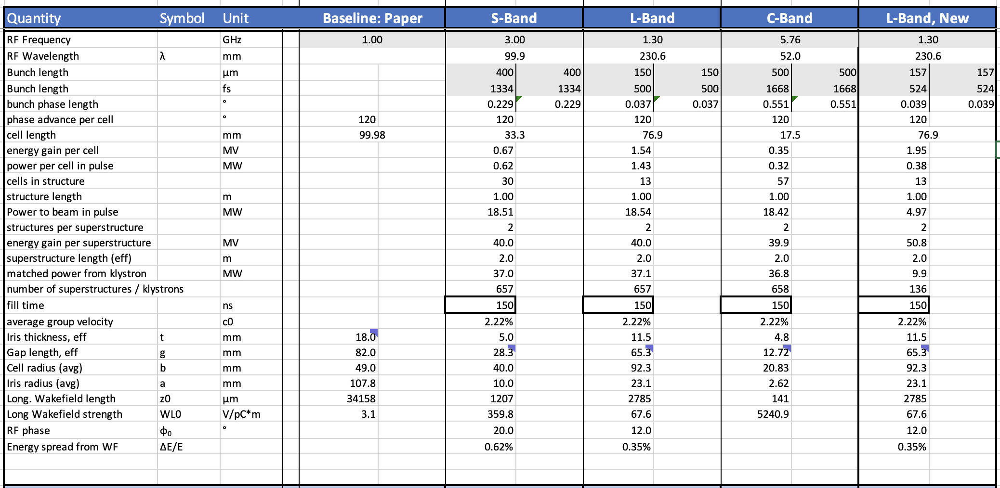 Quantity Symbol Unit Baseline: Paper S-Band L-Band C-Band L-Band, New
RF Frequency GHz 1.00 3.00 1.30 5.76 1.30
RF Wavelength λ mm 99.9 230.6 52.0 230.6
Bunch length μm 400 400 150 150 500 500 157 157
Bunch length fs 1334 1334 500 500 1668 1668 524 524
bunch phase length ° 0.229 0.229 0.037 0.037 0.551 0.551 0.039 0.039
phase advance per cell ° 120 120 120 120 120
cell length mm 99.98 33.3 76.9 17.5 76.9
energy gain per cell MV 0.67 1.54 0.35 1.95
power per cell in pulse MW 0.62 1.43 0.32 0.38
cells in structure 30 13 57 13
structure length m 1.00 1.00 1.00 1.00
Power to beam in pulse MW 18.51 18.54 18.42 4.97
structures per superstructure 2 2 2 2
energy gain per superstructure MV 40.0 40.0 39.9 50.8
superstructure length (eff) m 2.0 2.0 2.0 2.0
matched power from klystron MW 37.0 37.1 36.8 9.9
number of superstructures / klystrons 657 657 658 136
fill time ns 150 150 150 150
average group velocity c0 2.22% 2.22% 2.22% 2.22%
Iris thickness, eff t mm 18.0 5.0 11.5 4.8 11.5
Gap length, eff g mm 82.0 28.3 65.3 12.72 65.3
Cell radius (avg) b mm 49.0 40.0 92.3 20.83 92.3
Iris radius (avg) a mm 107.8 10.0 23.1 2.62 23.1
Long. Wakefield length z0 μm 34158 1207 2785 141 2785
Long Wakefield strength WL0 V/pC*m 3.1 359.8 67.6 5240.9 67.6
RF phase ϕ₀ ° 20.0 12.0 12.0
Energy spread from WF ΔE/E 0.62% 0.35% 0.35%